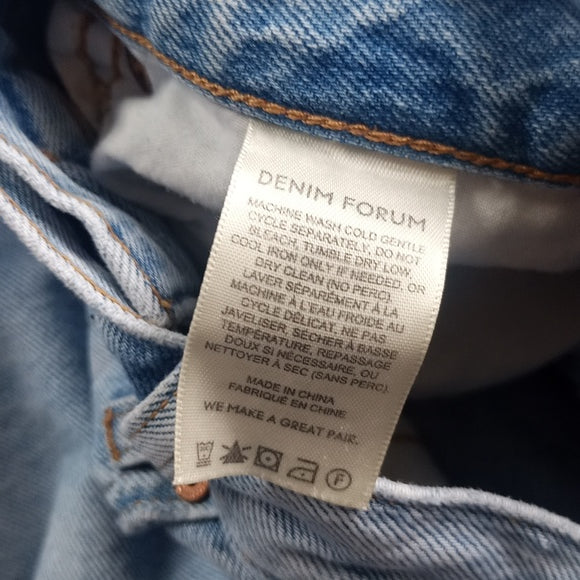 DENIM FORUM
MACHINE WASH COLD GENTLE
CYCLE SEPARATELY, DO NOT
BLEACH, TUMBLE DRY LOW,
COOL IRON ONLY IF NEEDED. OR
DRY CLEAN (NO PERC).
LAVER SÉPARÉMENT À LA
MACHINE À L'EAU FROIDE AU
CYCLE DÉLICAT, NE PAS
JAVELISER, SÉCHER À BASSE
TEMPÉRATURE, REPASSAGE
DOUX SI NÉCESSAIRE, OU
NETTOYER À SEC (SANS PERC).
MADE IN CHINA
FABRIQUÉ EN CHINE
WE MAKE A GREAT PAIR.
F